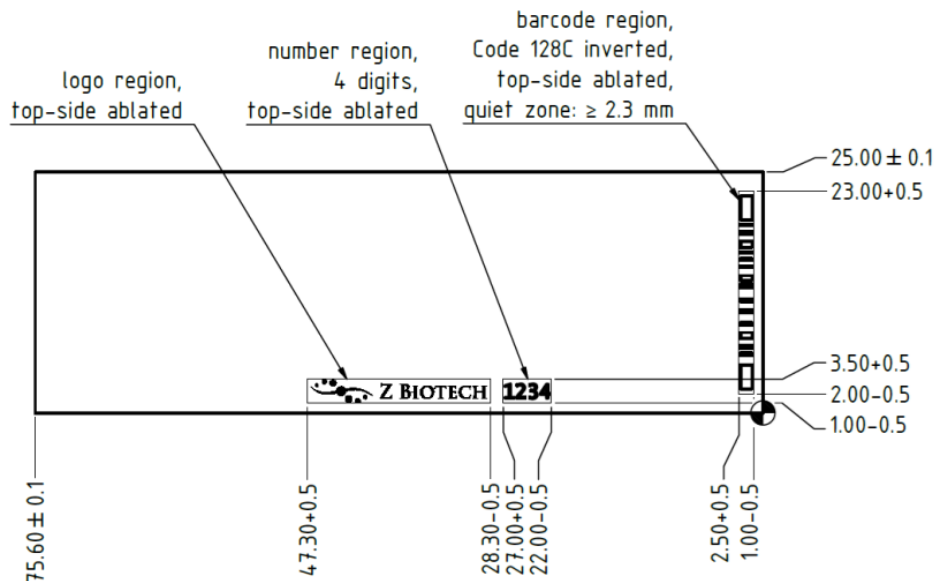 logo region,
top-side ablated
number region,
4 digits,
top-side ablated
barcode region,
Code 128C inverted,
top-side ablated,
quiet zone: ≥ 2.3 mm
25.00 ± 0.1
23.00+0.5
Z BIOTECH
1234
3.50+0.5
2.00-0.5
1.00-0.5
75.60 ± 0.1
47.30+0.5
28.30-0.5
27.00+0.5
22.00-0.5
2.50+0.5
1.00-0.5